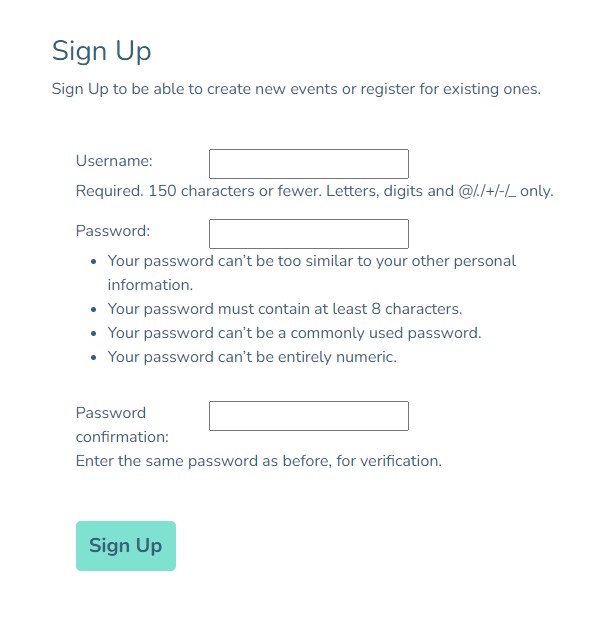 Sign Up
Sign Up to be able to create new events or register for existing ones.
Username:
Required. 150 characters or fewer. Letters, digits and @/./+/-/_ only.
Password:
Your password can’t be too similar to your other personal
information.
Your password must contain at least 8 characters.
Your password can’t be a commonly used password.
Your password can’t be entirely numeric.
Password
confirmation:
Enter the same password as before, for verification.
Sign Up